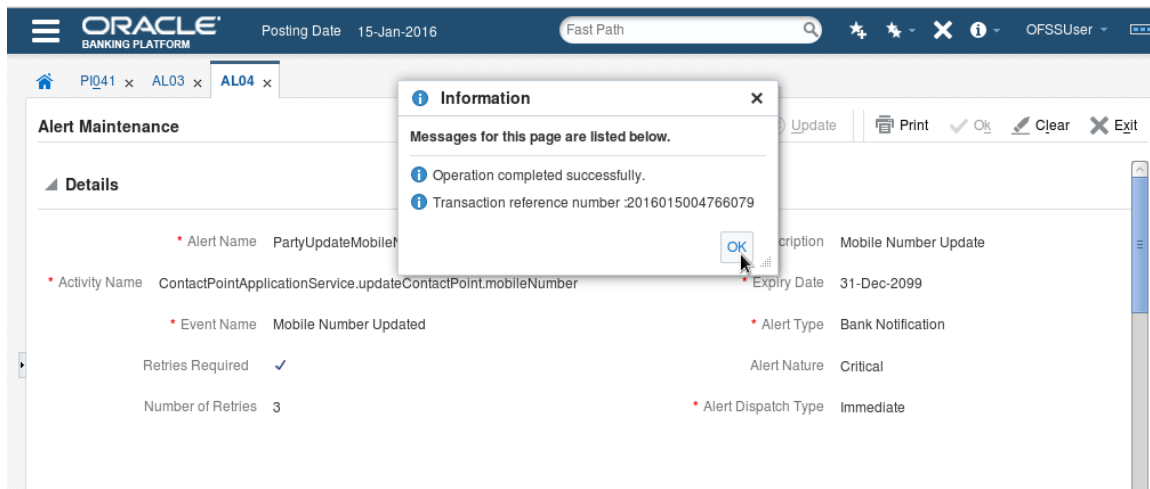 ORACLE
BANKING PLATFORM
Posting Date 15-Jan-2016
Fast Path
OFSSUser
PI041 x AL03 x AL04 x
Alert Maintenance
Update Print Ok Clear Exit
Information
Messages for this page are listed below.
Operation completed successfully.
Transaction reference number :2016015004766079
OK
Details
* Alert Name PartyUpdateMobile
cription Mobile Number Update
* Activity Name ContactPointApplicationService.updateContactPoint.mobileNumber
* Expiry Date 31-Dec-2099
* Event Name Mobile Number Updated
* Alert Type Bank Notification
Retries Required ✓
Alert Nature Critical
Number of Retries 3
* Alert Dispatch Type Immediate